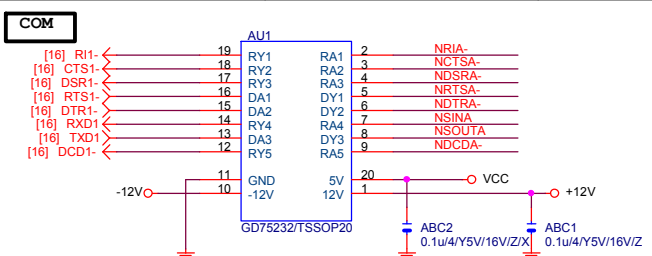 COM
AU1
[16] RI1- 19 RY1 RA1 2 NRIA-
[16] CTS1- 18 RY2 RA2 3 NCTSA-
[16] DSR1- 17 RY3 RA3 4 NDSRA-
[16] RTS1- 16 DA1 DY1 5 NRTSA-
[16] DTR1- 15 DA2 DY2 6 NDTRA-
[16] RXD1 14 RY4 RA4 7 NSINA
[16] TXD1 13 DA3 DY3 8 NSOUTA
[16] DCD1- 12 RY5 RA5 9 NDCDA-
11 GND 5V 20 VCC
-12V 10 -12V 12V 1 +12V
GD75232/TSSOP20
ABC2
0.1u/4/Y5V/16V/Z/X
ABC1
0.1u/4/Y5V/16V/Z